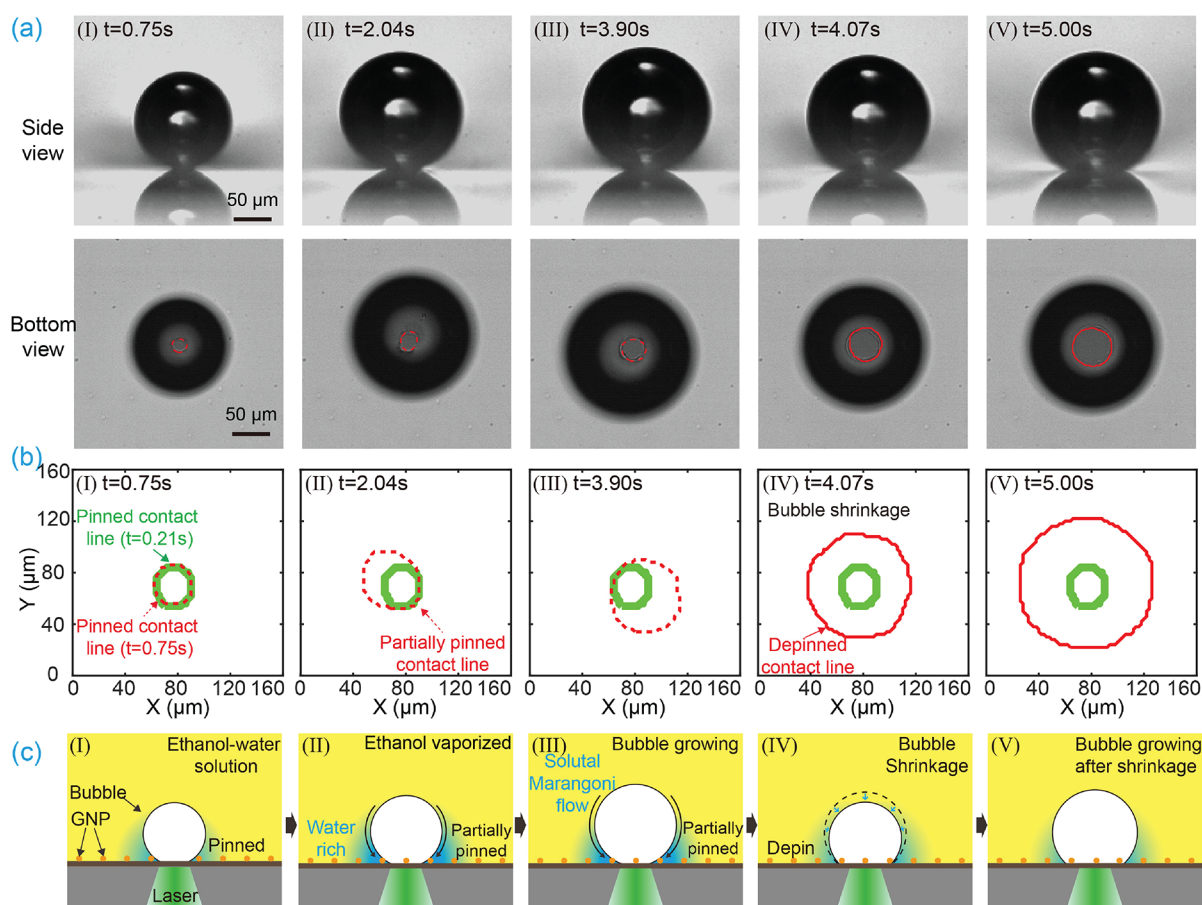 (a)
(I) t=0.75s
(II) t=2.04s
(III) t=3.90s
(IV) t=4.07s
(V) t=5.00s
Side
view
50 µm
Bottom
view
50 µm
(b)
160
120
80
40
0
Y (µm)
(I) t=0.75s
Pinned contact
line (t=0.21s)
Pinned contact
line (t=0.75s)
0 40 80 120 160
X (µm)
(II) t=2.04s
Partially pinned
contact line
0 40 80 120 160
X (µm)
(III) t=3.90s
0 40 80 120 160
X (µm)
(IV) t=4.07s
Bubble shrinkage
Depinned
contact line
0 40 80 120 160
X (µm)
(V) t=5.00s
0 40 80 120 160
X (µm)
(c)
(I)
Ethanol-water
solution
Bubble
GNP
Pinned
Laser
(II)
Ethanol vaporized
Water
rich
Partially
pinned
(III)
Bubble growing
Solutal
Marangoni
flow
Partially
pinned
(IV)
Bubble
Shrinkage
Depin
(V)
Bubble growing
after shrinkage